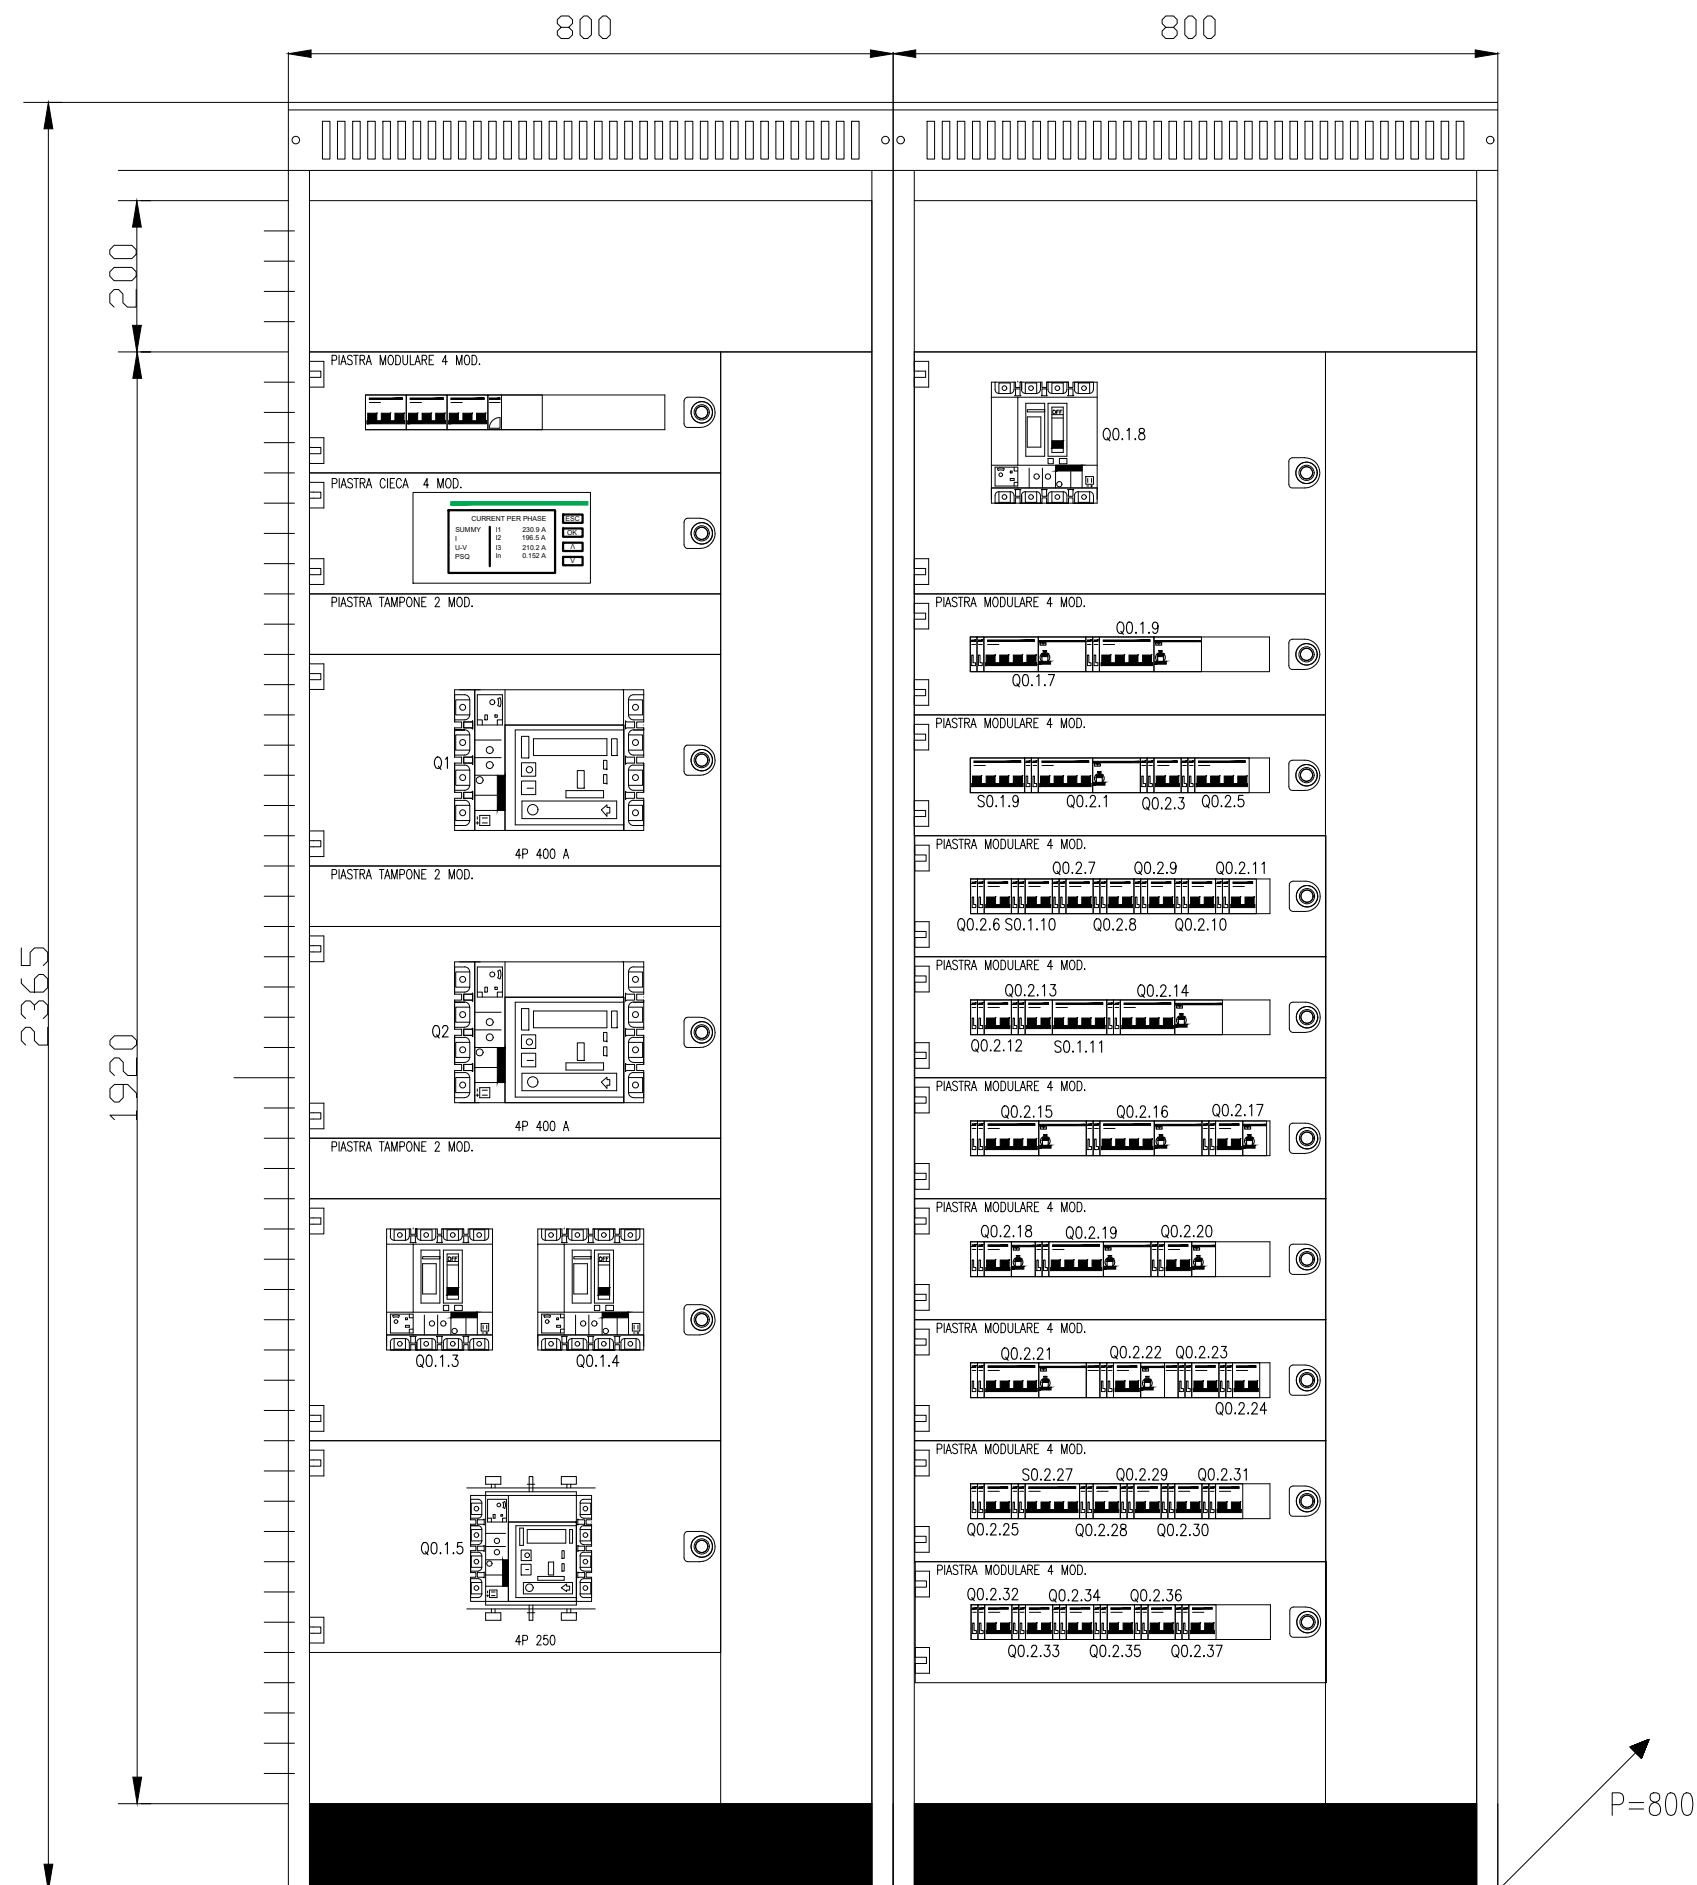 800 800
200
2365
1920
PIASTRA MODULARE 4 MOD.
PIASTRA CIECA 4 MOD.
CURRENT PER PHASE
SUMMY I1 230.9 A
I I2 196.5 A
U-V I3 210.2 A
PSQ In 0.152 A
ESC
OK
PIASTRA TAMPONE 2 MOD.
Q1
4P 400 A
PIASTRA TAMPONE 2 MOD.
Q2
4P 400 A
PIASTRA TAMPONE 2 MOD.
OFF OFF
Q0.1.3 Q0.1.4
Q0.1.5
4P 250
OFF
Q0.1.8
PIASTRA MODULARE 4 MOD.
Q0.1.9
Q0.1.7
PIASTRA MODULARE 4 MOD.
S0.1.9 Q0.2.1 Q0.2.3 Q0.2.5
PIASTRA MODULARE 4 MOD.
Q0.2.7 Q0.2.9 Q0.2.11
Q0.2.6 S0.1.10 Q0.2.8 Q0.2.10
PIASTRA MODULARE 4 MOD.
Q0.2.13 Q0.2.14
Q0.2.12 S0.1.11
PIASTRA MODULARE 4 MOD.
Q0.2.15 Q0.2.16 Q0.2.17
PIASTRA MODULARE 4 MOD.
Q0.2.18 Q0.2.19 Q0.2.20
PIASTRA MODULARE 4 MOD.
Q0.2.21 Q0.2.22 Q0.2.23
Q0.2.24
PIASTRA MODULARE 4 MOD.
S0.2.27 Q0.2.29 Q0.2.31
Q0.2.25 Q0.2.28 Q0.2.30
PIASTRA MODULARE 4 MOD.
Q0.2.32 Q0.2.34 Q0.2.36
Q0.2.33 Q0.2.35 Q0.2.37
P=800